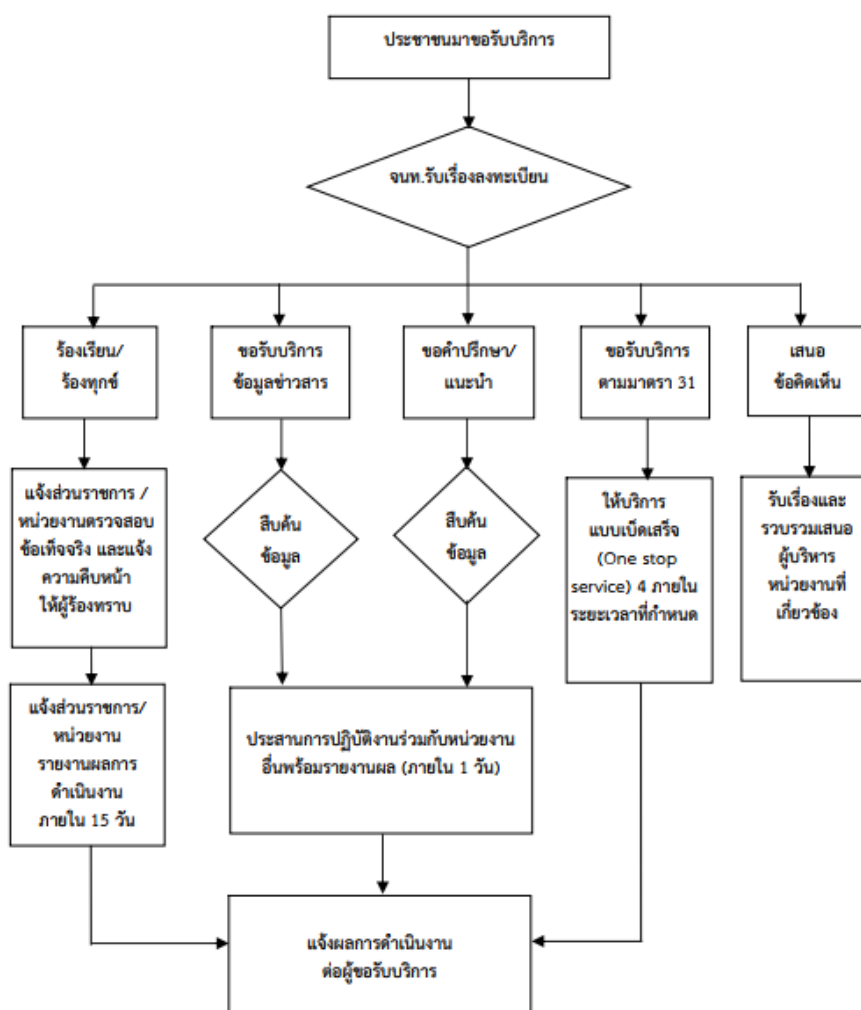 ประชาชนมาขอรับบริการ
จนท.รับเรื่องลงทะเบียน
ร้องเรียน/
ร้องทุกข์
ขอรับบริการ
ข้อมูลข่าวสาร
ขอคำปรึกษา/
แนะนำ
ขอรับบริการ
ตามมาตรา 31
เสนอ
ข้อคิดเห็น
แจ้งส่วนราชการ /
หน่วยงานตรวจสอบ
ข้อเท็จจริง และแจ้ง
ความคืบหน้า
ให้ผู้ร้องทราบ
สืบค้น
ข้อมูล
สืบค้น
ข้อมูล
ให้บริการ
แบบเบ็ดเสร็จ
(One stop
service) 4 ภายใน
ระยะเวลาที่กำหนด
รับเรื่องและ
รวบรวมเสนอ
ผู้บริหาร
หน่วยงานที่
เกี่ยวข้อง
แจ้งส่วนราชการ/
หน่วยงาน
รายงานผลการ
ดำเนินงาน
ภายใน 15 วัน
ประสานการปฏิบัติงานร่วมกับหน่วยงาน
อื่นพร้อมรายงานผล (ภายใน 1 วัน)
แจ้งผลการดำเนินงาน
ต่อผู้ขอรับบริการ